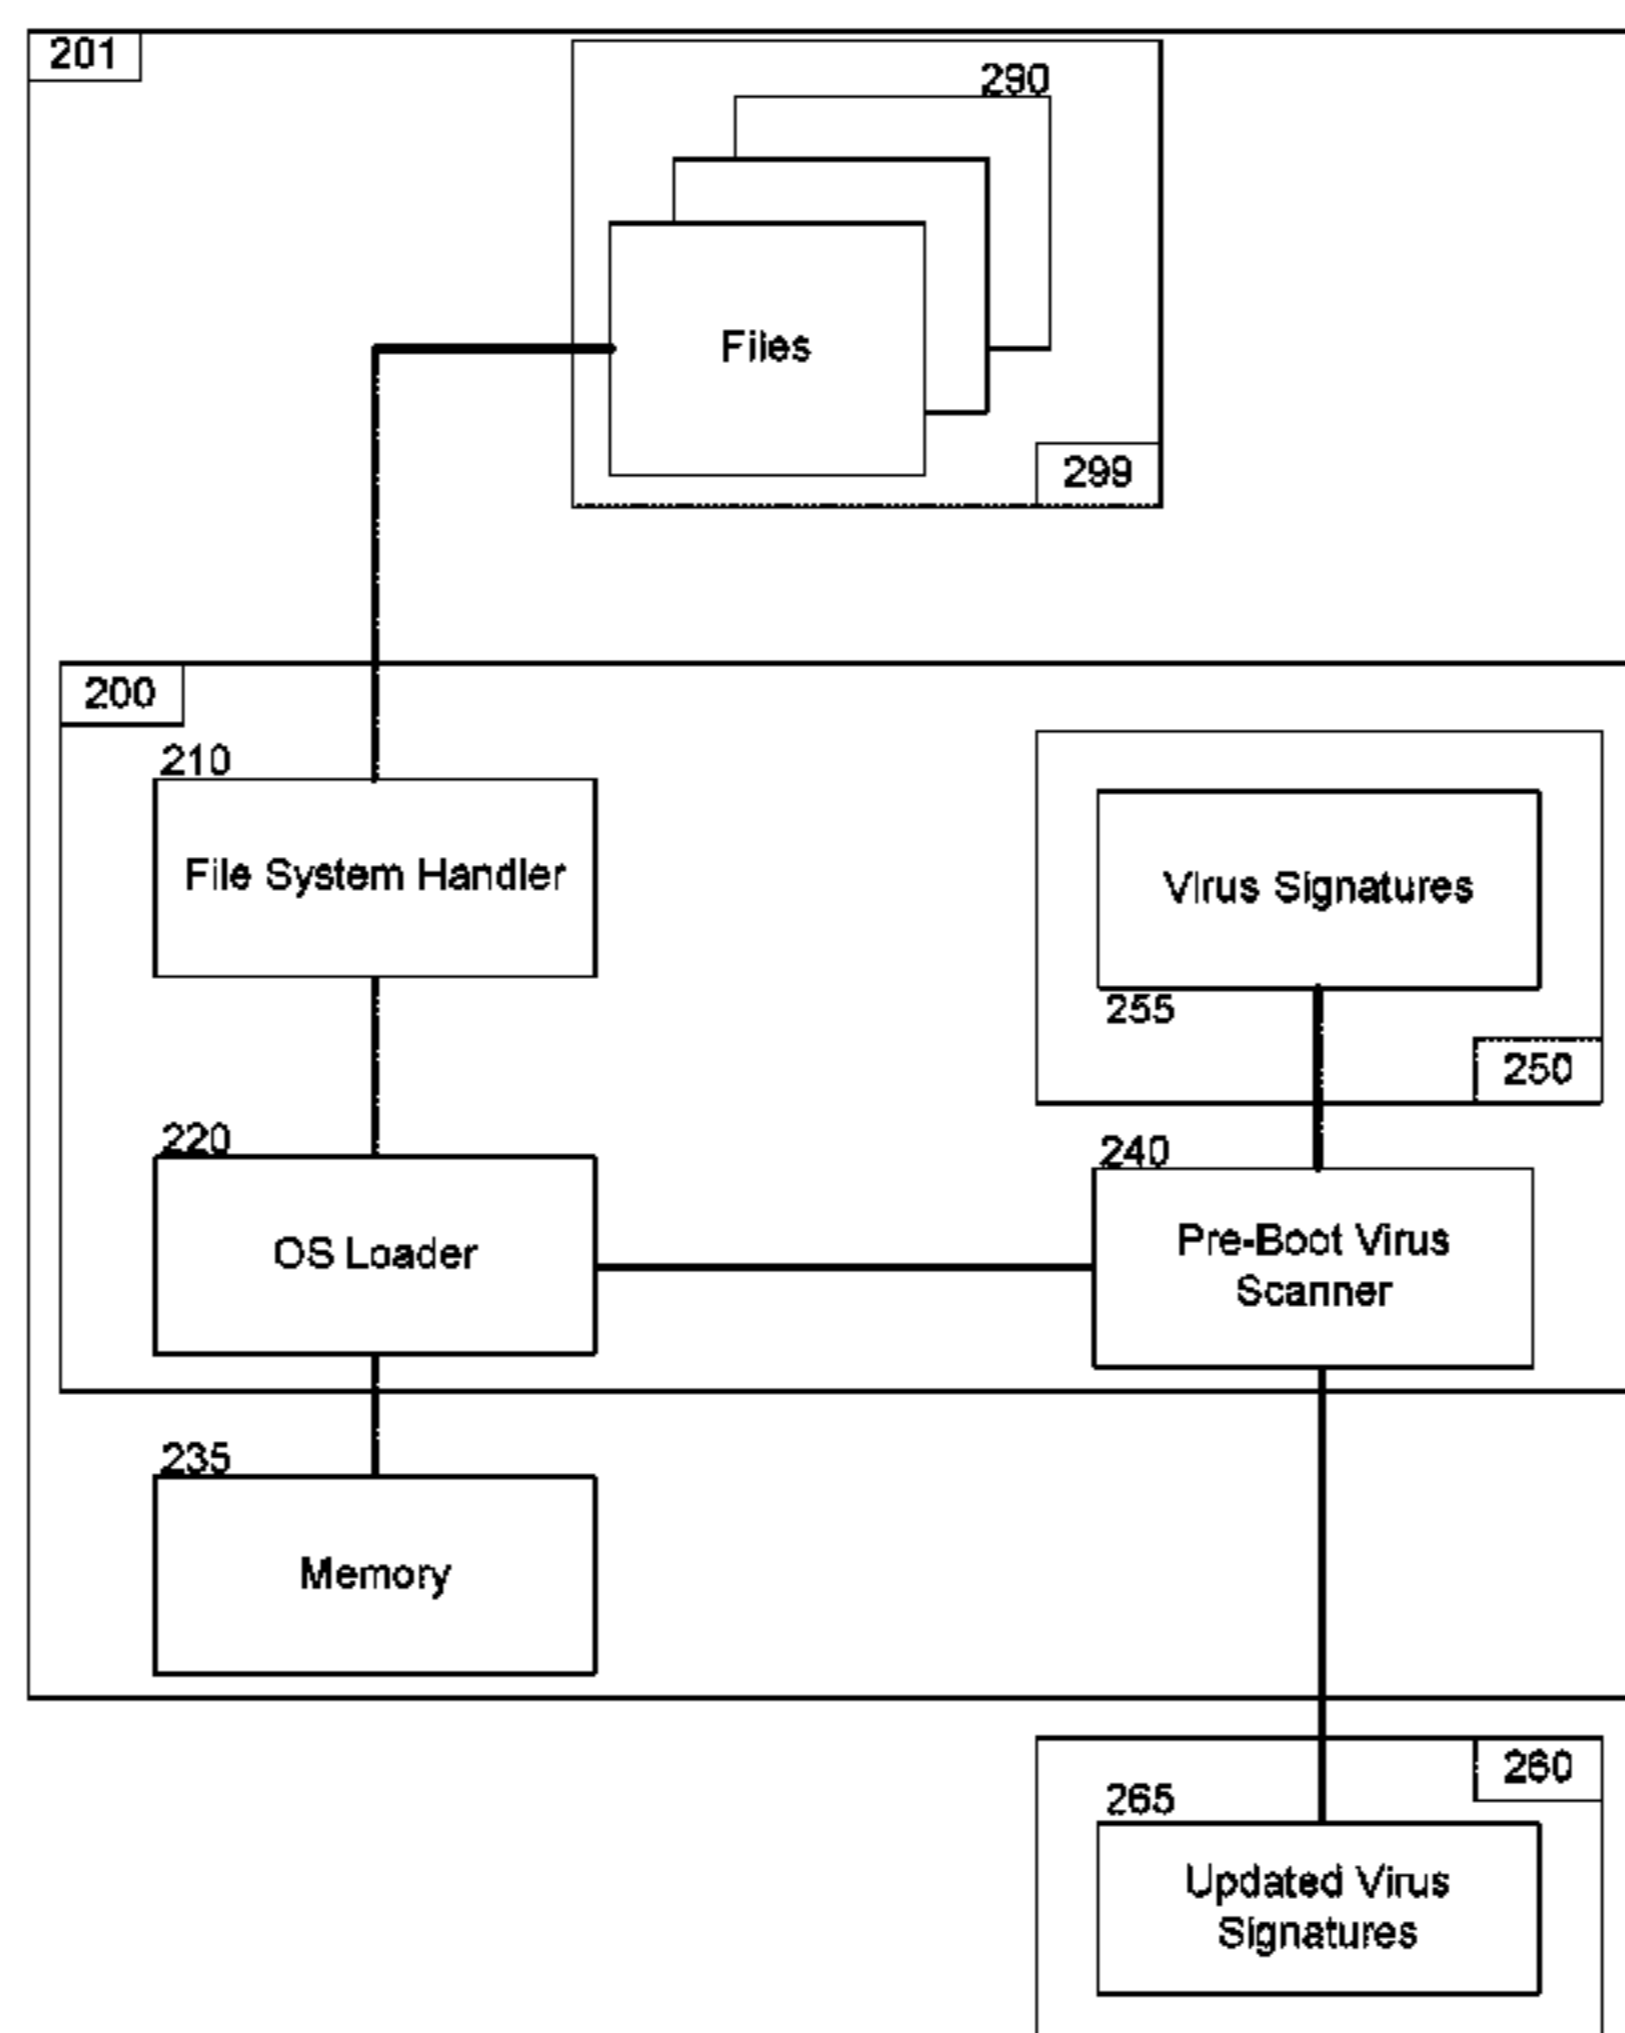 201
290
Files
299
200
210
File System Handler
Virus Signatures
255
250
220
OS Loader
240
Pre-Boot Virus
Scanner
235
Memory
260
265
Updated Virus
Signatures